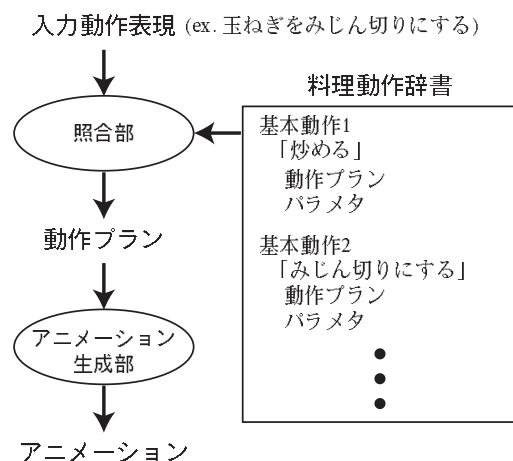 入力動作表現 (ex. 玉ねぎをみじん切りにする)
料理動作辞書
照合部
基本動作1
「炒める」
動作プラン
パラメタ
基本動作2
「みじん切りにする」
動作プラン
パラメタ
動作プラン
アニメーション
生成部
アニメーション